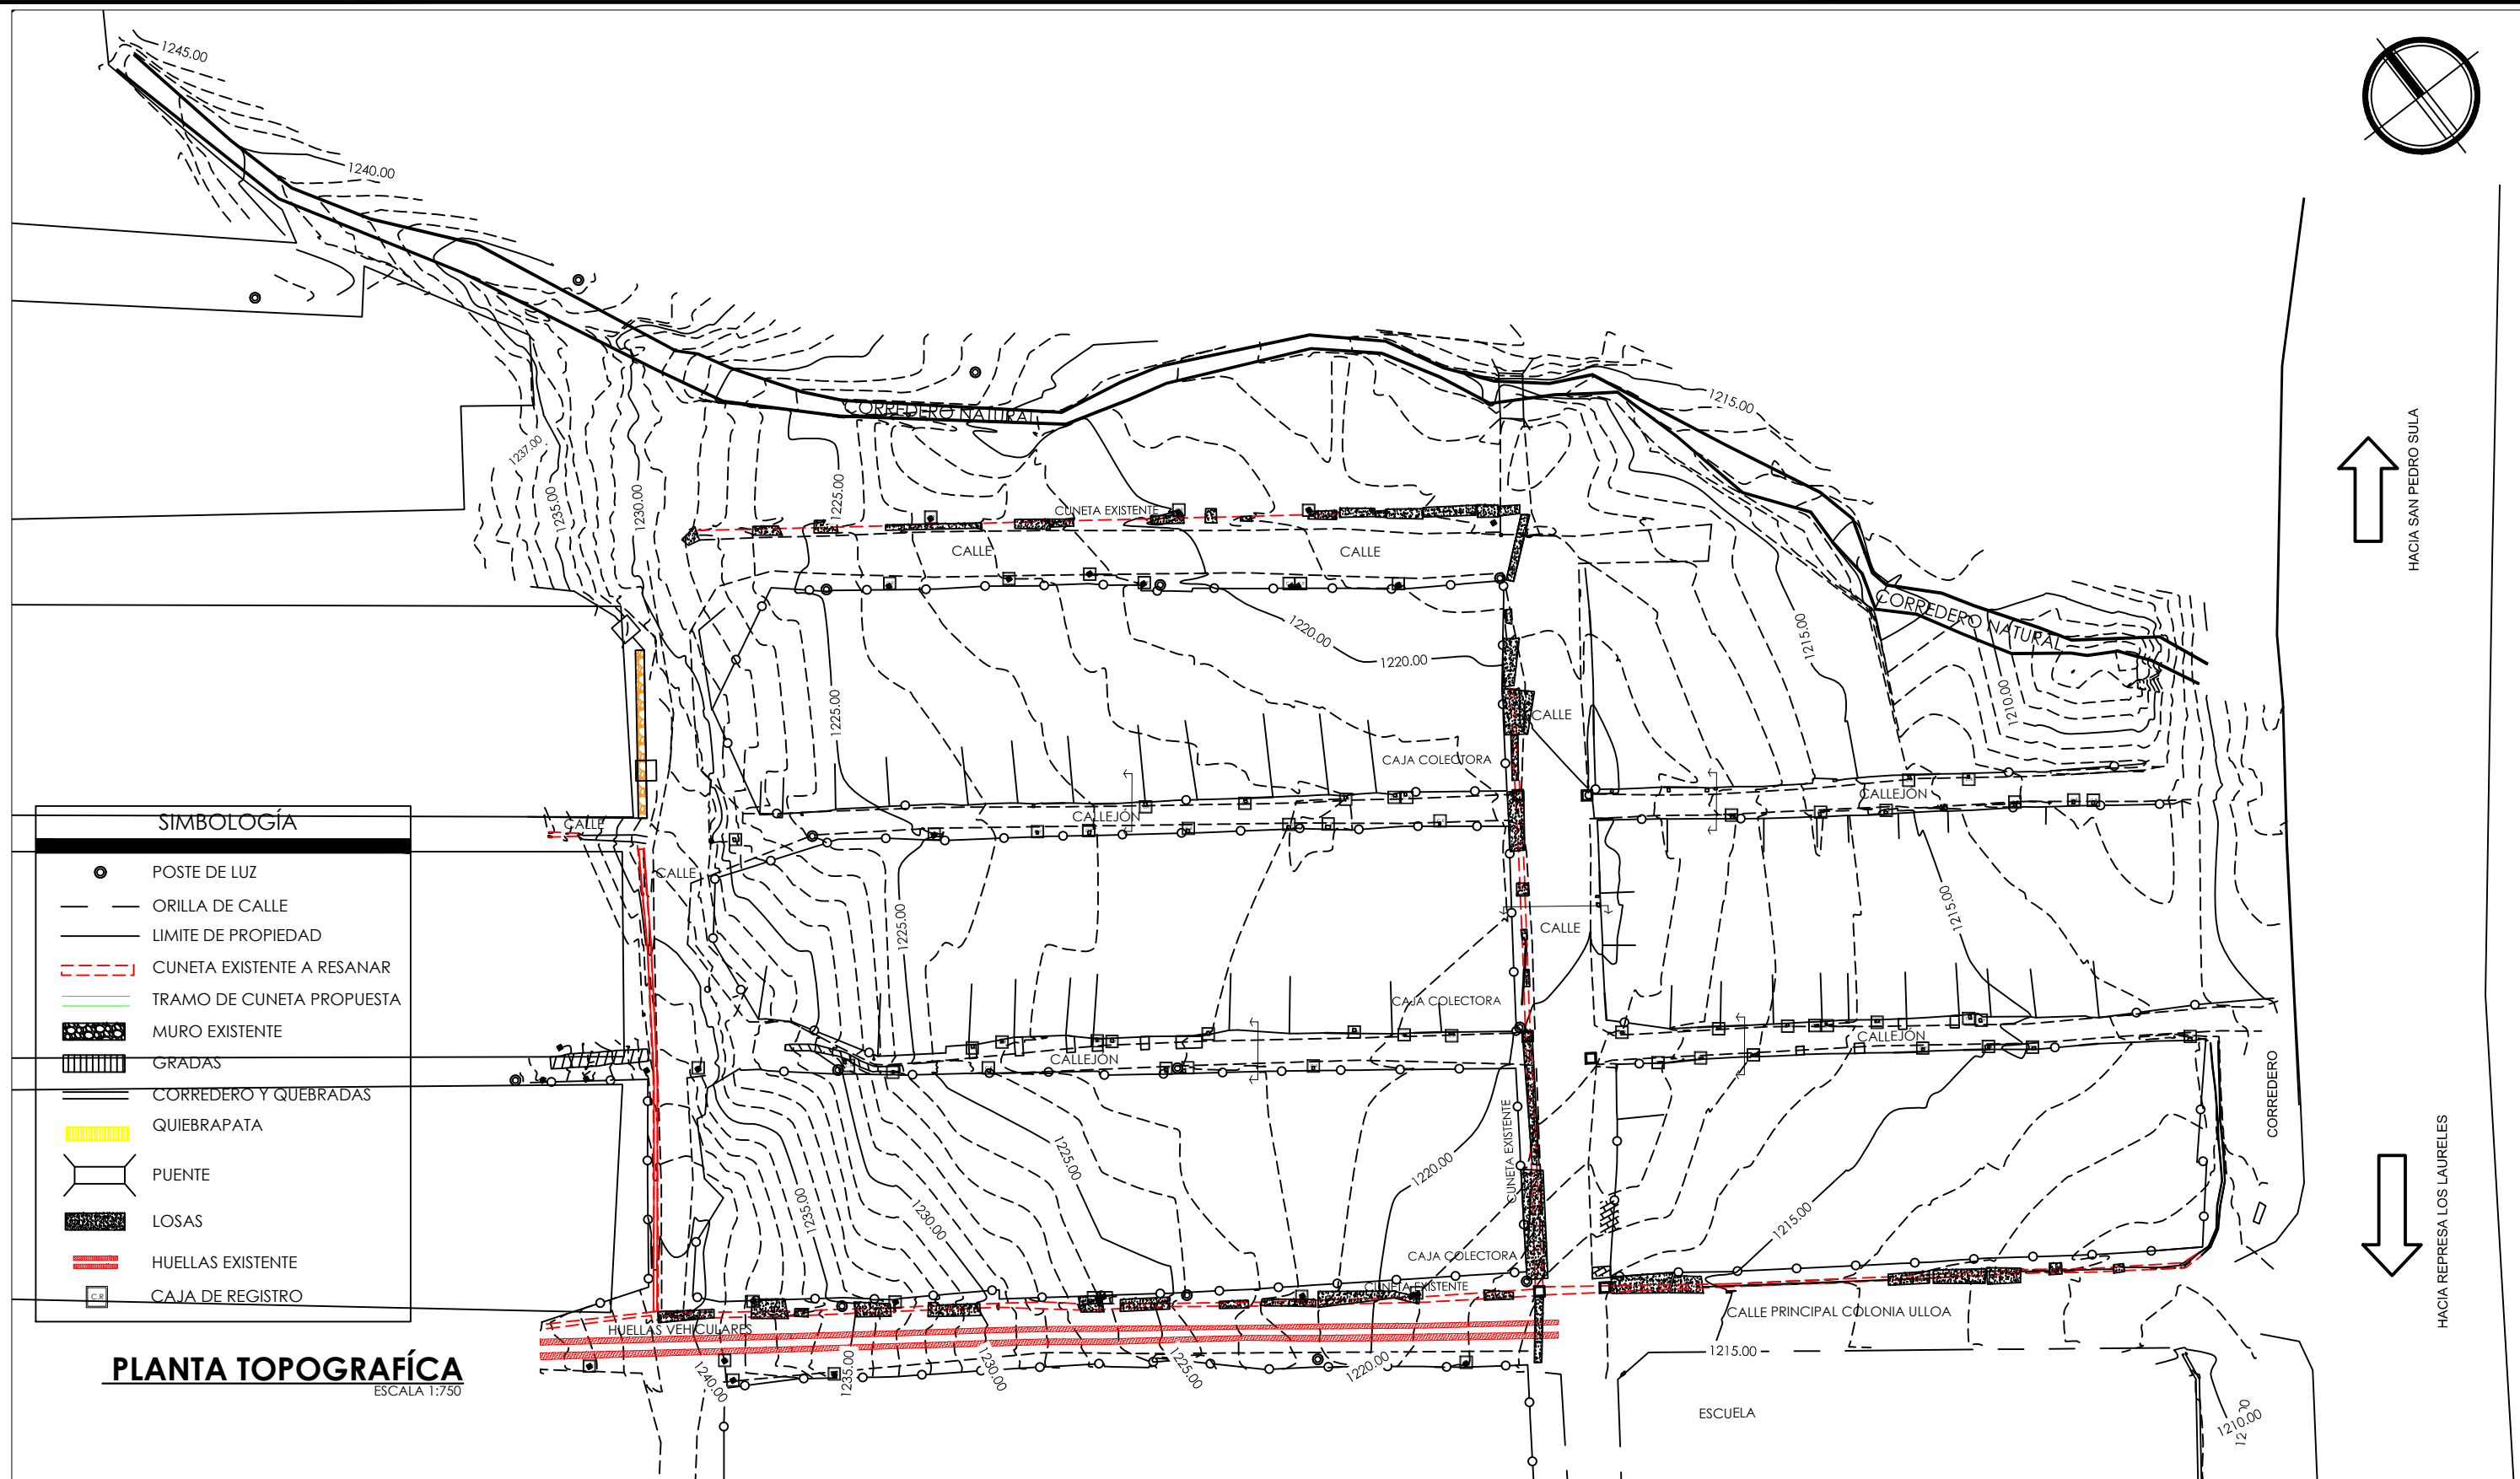 1245.00
1240.00
1215.00
HACIA SAN PEDRO SULA
CORREDERO NATURAL
1237.00
1235.00
1230.00
1225.00
CUNETA EXISTENTE
CALLE
CALLE
CORREDERO NATURAL
1220.00
1220.00
1215.00
1225.00
1210.00
CALLE
CAJA COLECTORA
CALLEJÓN
CALLEJÓN
CALLE
CALLE
SIMBOLOGÍA
POSTE DE LUZ
ORILLA DE CALLE
LIMITE DE PROPIEDAD
CUNETA EXISTENTE A RESANAR
TRAMO DE CUNETA PROPUESTA
MURO EXISTENTE
GRADAS
CORREDERO Y QUEBRADAS
QUIEBRAPATA
PUENTE
LOSAS
HUELLAS EXISTENTE
C.R
CAJA DE REGISTRO
1225.00
1215.00
CALLE
CAJA COLECTORA
CALLEJÓN
CALLEJÓN
CORREDERO
CUNETA EXISTENTE
1225.00
1220.00
1235.00
1230.00
1215.00
HACIA REPRESA LOS LAURELES
CAJA COLECTORA
CUNETA EXISTENTE
CALLE PRINCIPAL COLONIA ULLOA
HUELLAS VEHICULARES
1215.00
1240.00
1235.00
1230.00
1225.00
1220.00
PLANTA TOPOGRAFÍCA
ESCALA 1:750
ESCUELA
1210.00